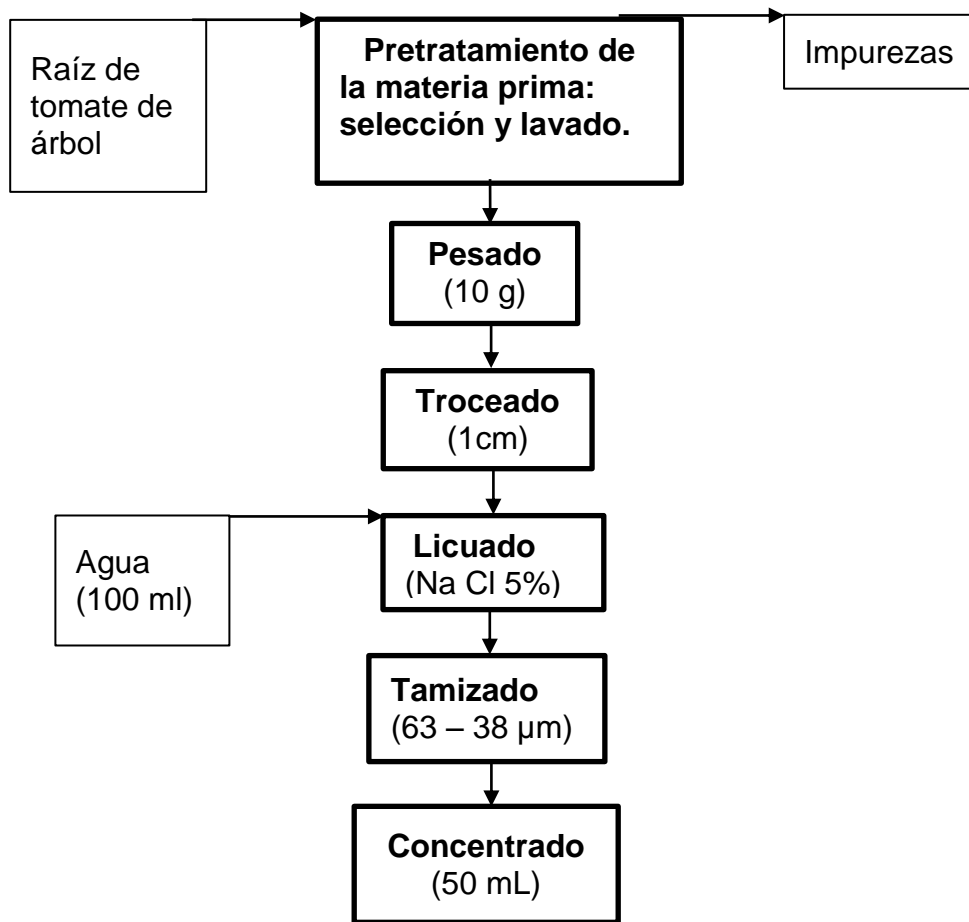 Raíz de
tomate de
árbol
Pretratamiento de
la materia prima:
selección y lavado.
Impurezas
Pesado
(10 g)
Troceado
(1cm)
Agua
(100 ml)
Licuado
(Na Cl 5%)
Tamizado
(63 – 38 µm)
Concentrado
(50 mL)